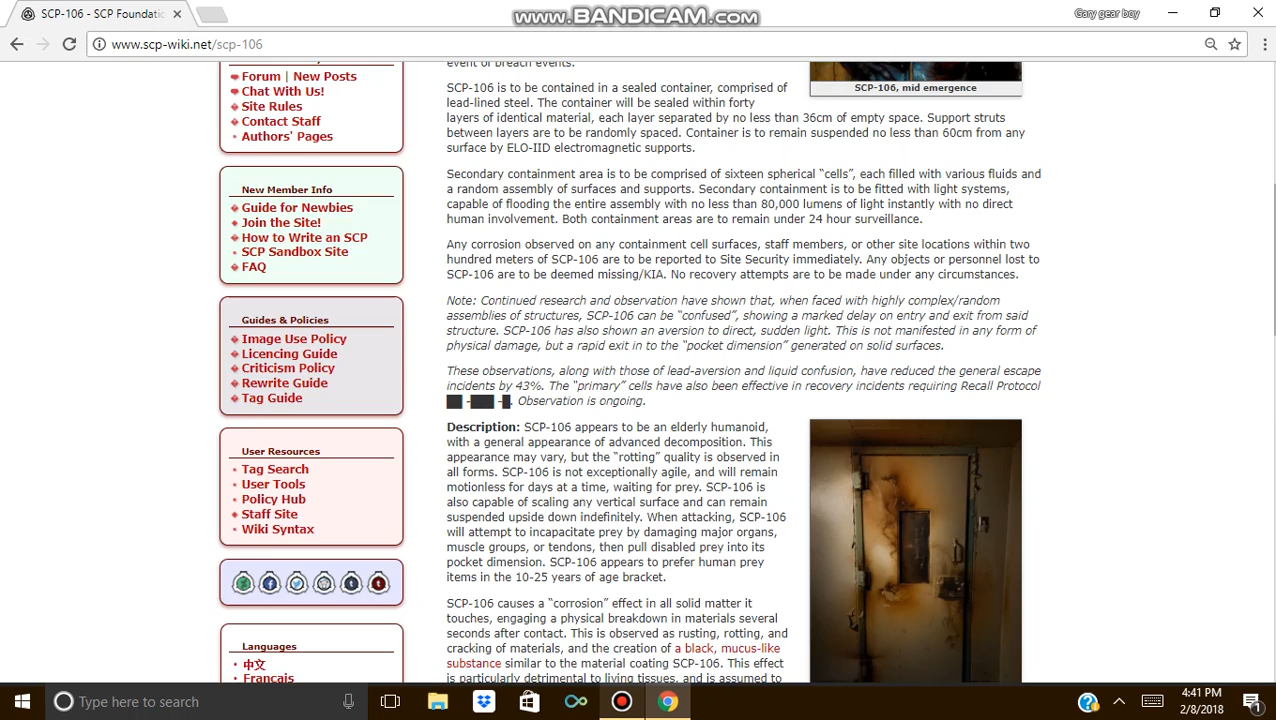 SCP-106 - SCP Foundatic
www.BANDICAM.com
Gary gear boy
www.scp-wiki.net/scp-106
Forum | New Posts
Chat With Us!
Site Rules
Contact Staff
Authors' Pages
New Member Info
Guide for Newbies
Join the Site!
How to Write an SCP
SCP Sandbox Site
FAQ
Guides & Policies
Image Use Policy
Licencing Guide
Criticism Policy
Rewrite Guide
Tag Guide
User Resources
Tag Search
User Tools
Policy Hub
Staff Site
Wiki Syntax
Languages
中文
Français
event of breach events.
SCP-106, mid emergence
SCP-106 is to be contained in a sealed container, comprised of
lead-lined steel. The container will be sealed within forty
layers of identical material, each layer separated by no less than 36cm of empty space. Support struts
between layers are to be randomly spaced. Container is to remain suspended no less than 60cm from any
surface by ELO-IID electromagnetic supports.
Secondary containment area is to be comprised of sixteen spherical “cells”, each filled with various fluids and
a random assembly of surfaces and supports. Secondary containment is to be fitted with light systems,
capable of flooding the entire assembly with no less than 80,000 lumens of light instantly with no direct
human involvement. Both containment areas are to remain under 24 hour surveillance.
Any corrosion observed on any containment cell surfaces, staff members, or other site locations within two
hundred meters of SCP-106 are to be reported to Site Security immediately. Any objects or personnel lost to
SCP-106 are to be deemed missing/KIA. No recovery attempts are to be made under any circumstances.
Note: Continued research and observation have shown that, when faced with highly complex/random
assemblies of structures, SCP-106 can be “confused”, showing a marked delay on entry and exit from said
structure. SCP-106 has also shown an aversion to direct, sudden light. This is not manifested in any form of
physical damage, but a rapid exit in to the “pocket dimension” generated on solid surfaces.
These observations, along with those of lead-aversion and liquid confusion, have reduced the general escape
incidents by 43%. The “primary” cells have also been effective in recovery incidents requiring Recall Protocol
██ -███ -█. Observation is ongoing.
Description: SCP-106 appears to be an elderly humanoid,
with a general appearance of advanced decomposition. This
appearance may vary, but the “rotting” quality is observed in
all forms. SCP-106 is not exceptionally agile, and will remain
motionless for days at a time, waiting for prey. SCP-106 is
also capable of scaling any vertical surface and can remain
suspended upside down indefinitely. When attacking, SCP-106
will attempt to incapacitate prey by damaging major organs,
muscle groups, or tendons, then pull disabled prey into its
pocket dimension. SCP-106 appears to prefer human prey
items in the 10-25 years of age bracket.
SCP-106 causes a “corrosion” effect in all solid matter it
touches, engaging a physical breakdown in materials several
seconds after contact. This is observed as rusting, rotting, and
cracking of materials, and the creation of a black, mucus-like
substance similar to the material coating SCP-106. This effect
is particularly detrimental to living tissues, and is assumed to
Type here to search
4:41 PM
2/8/2018